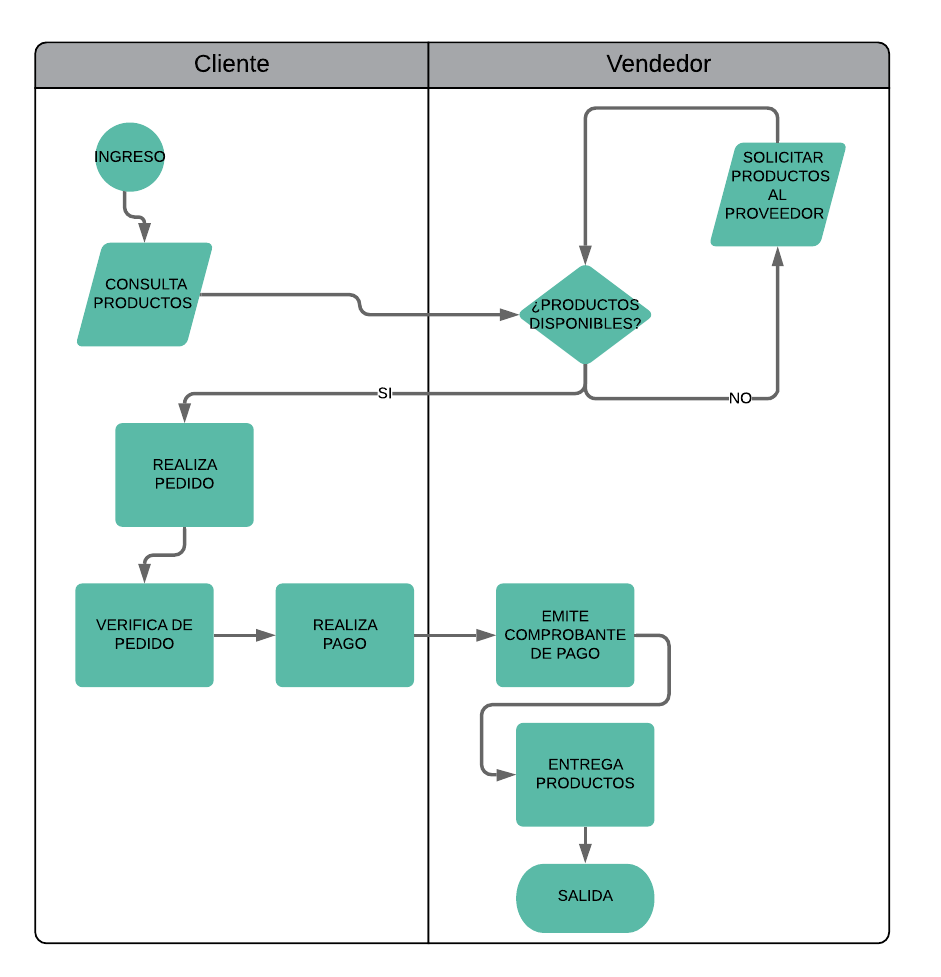 Cliente
Vendedor
INGRESO
SOLICITAR
PRODUCTOS
AL
PROVEEDOR
CONSULTA
PRODUCTOS
¿PRODUCTOS
DISPONIBLES?
SI
NO
REALIZA
PEDIDO
VERIFICA DE
PEDIDO
REALIZA
PAGO
EMITE
COMPROBANTE
DE PAGO
ENTREGA
PRODUCTOS
SALIDA